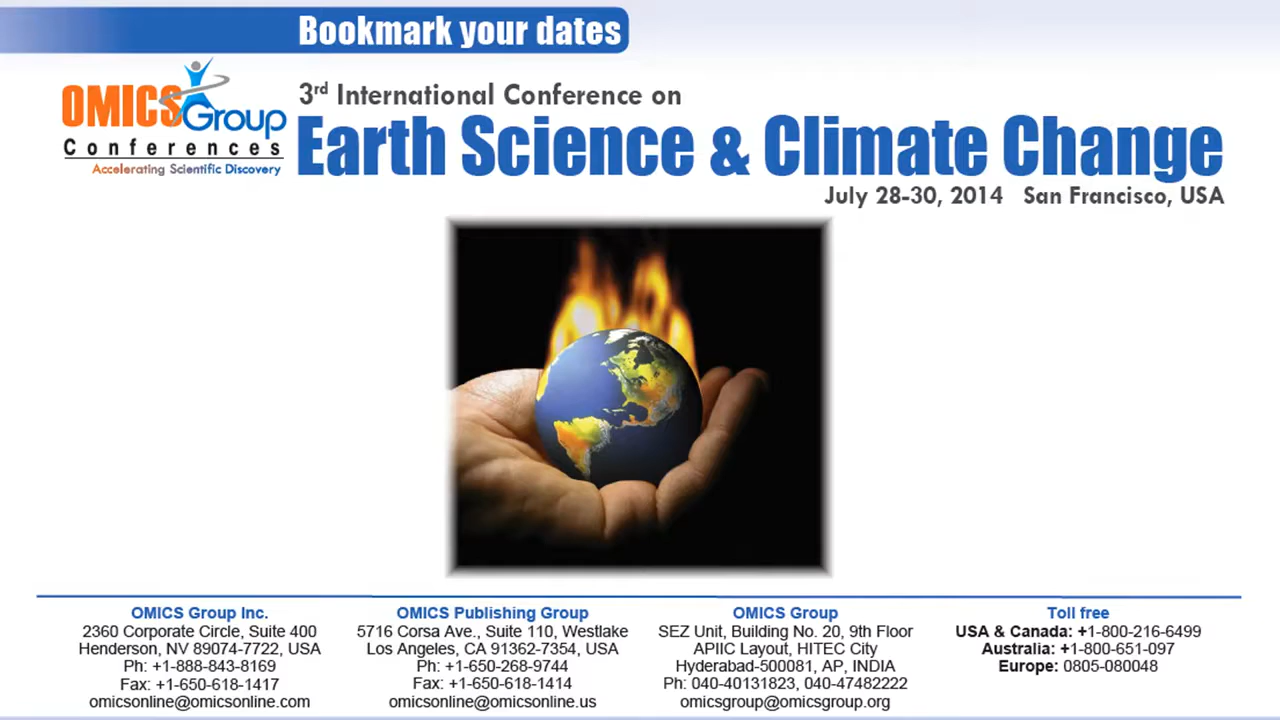 Bookmark your dates
OMICS Group
Conferences
Accelerating Scientific Discovery
3rd International Conference on
Earth Science & Climate Change
July 28-30, 2014 San Francisco, USA
OMICS Group Inc.
2360 Corporate Circle, Suite 400
Henderson, NV 89074-7722, USA
Ph: +1-888-843-8169
Fax: +1-650-618-1417
omicsonline@omicsonline.com
OMICS Publishing Group
5716 Corsa Ave., Suite 110, Westlake
Los Angeles, CA 91362-7354, USA
Ph: +1-650-268-9744
Fax: +1-650-618-1414
omicsonline@omicsonline.us
OMICS Group
SEZ Unit, Building No. 20, 9th Floor
APIIC Layout, HITEC City
Hyderabad-500081, AP, INDIA
Ph: 040-40131823, 040-47482222
omicsgroup@omicsgroup.org
Toll free
USA & Canada: +1-800-216-6499
Australia: +1-800-651-097
Europe: 0805-080048